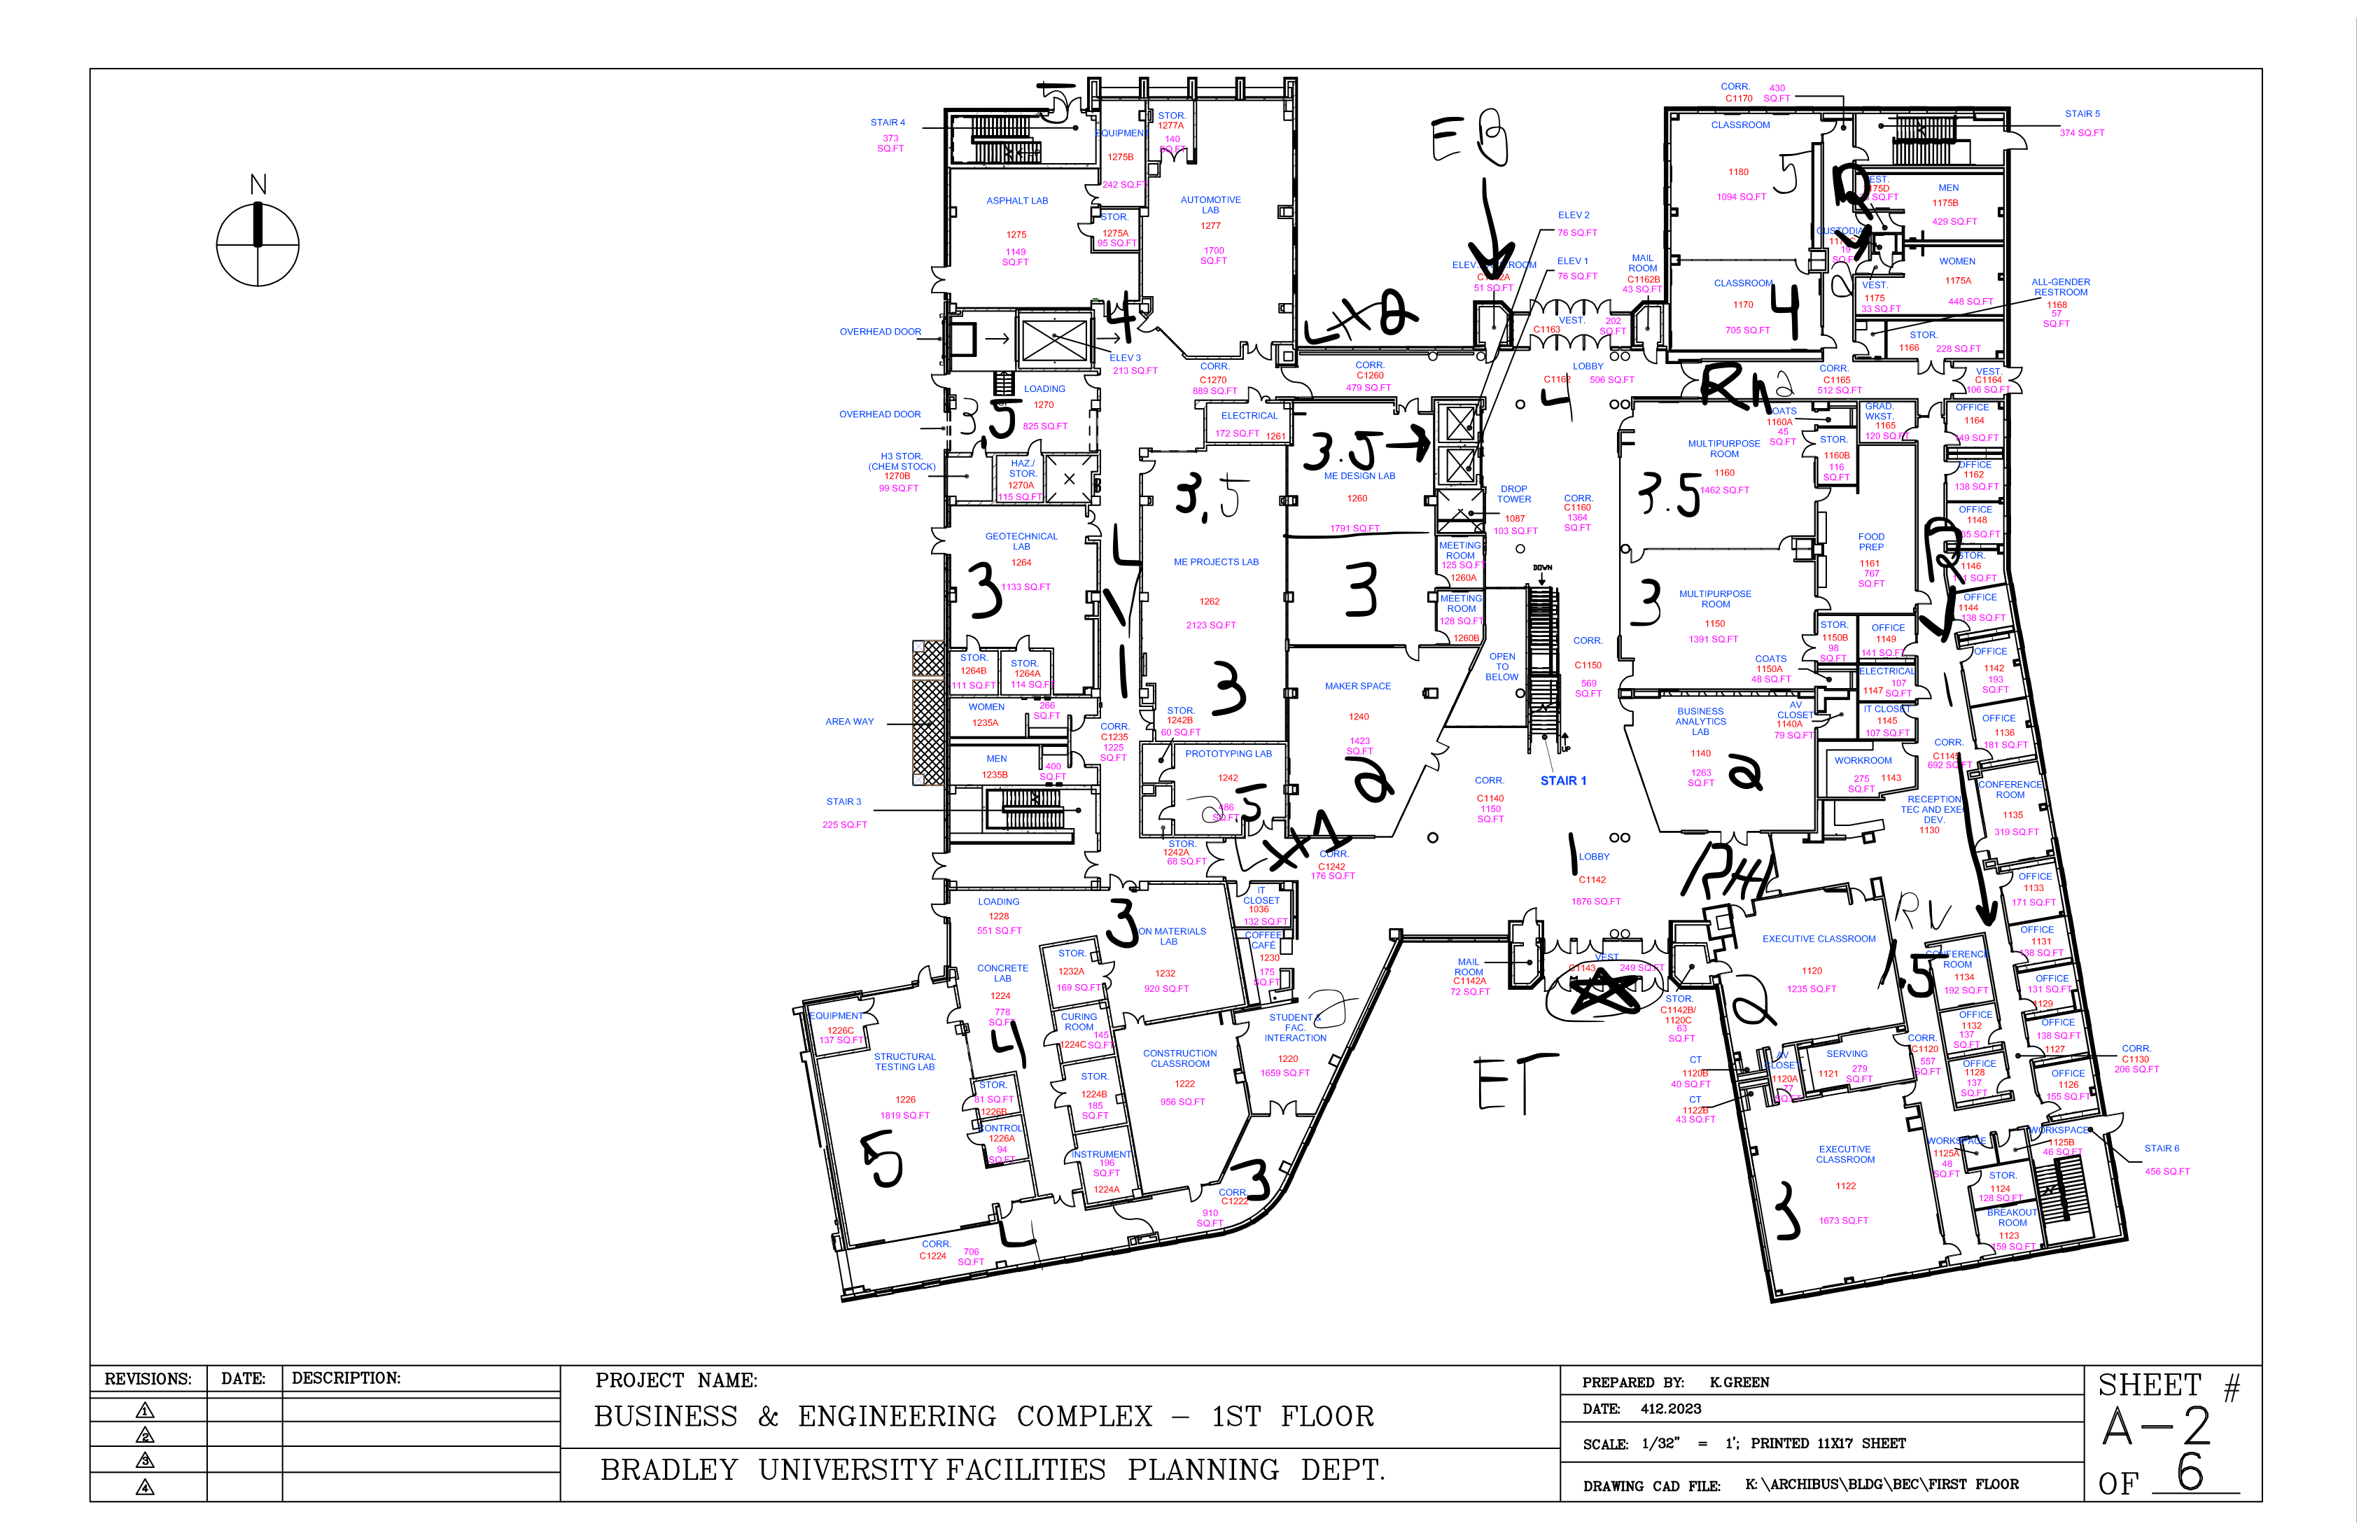 N
STAIR 4
373
SQ.FT
EQUIPMENT
1275B
242 SQ.FT
STOR.
1277A
140
SQ.FT
ASPHALT LAB
1275
1149
SQ.FT
STOR.
1275A
95 SQ.FT
AUTOMOTIVE
LAB
1277
1700
SQ.FT
EB
ELEV 2
76 SQ.FT
ELEV 1
76 SQ.FT
C1162A
51 SQ.FT
MAIL
ROOM
C1162B
43 SQ.FT
CORR.
C1170
430
SQ.FT
CLASSROOM
1180
1094 SQ.FT
5
STAIR 5
374 SQ.FT
MEN
1175B
429 SQ.FT
WOMEN
1175A
448 SQ.FT
VEST.
1175
33 SQ.FT
ALL-GENDER
RESTROOM
1168
57
SQ.FT
CLASSROOM
1170
705 SQ.FT
4
STOR.
1166
228 SQ.FT
OVERHEAD DOOR
ELEV 3
213 SQ.FT
4
VEST.
C1163
202
SQ.FT
LOBBY
C1162
506 SQ.FT
4
CORR.
C1270
889 SQ.FT
CORR.
C1260
479 SQ.FT
CORR.
C1165
512 SQ.FT
VEST.
C1164
106 SQ.FT
LOADING
1270
825 SQ.FT
OVERHEAD DOOR
ELECTRICAL
172 SQ.FT
1261
COATS
1160A
45
SQ.FT
GRAD.
WKST.
1165
120 SQ.FT
OFFICE
1164
149 SQ.FT
H3 STOR.
(CHEM STOCK)
1270B
99 SQ.FT
HAZ./
STOR.
1270A
115 SQ.FT
3.5
ME DESIGN LAB
1260
1791 SQ.FT
3
DROP
TOWER
1087
103 SQ.FT
CORR.
C1160
1364
SQ.FT
MULTIPURPOSE
ROOM
1160
1462 SQ.FT
3.5
STOR.
1160B
116
SQ.FT
OFFICE
1162
138 SQ.FT
OFFICE
1148
FOOD
PREP
1161
767
SQ.FT
STOR.
1146
GEOTECHNICAL
LAB
1264
1133 SQ.FT
3
3.5
ME PROJECTS LAB
1262
2123 SQ.FT
3
MEETING
ROOM
125 SQ.FT
1260A
MEETING
ROOM
128 SQ.FT
1260B
DOWN
MULTIPURPOSE
ROOM
1150
1391 SQ.FT
3
OFFICE
1144
138 SQ.FT
STOR.
1150B
98
SQ.FT
OFFICE
1149
141 SQ.FT
STOR.
1264B
111 SQ.FT
STOR.
1264A
114 SQ.FT
OPEN
TO
BELOW
CORR.
C1150
569
SQ.FT
COATS
1150A
48 SQ.FT
ELECTRICAL
1147
107
SQ.FT
OFFICE
1142
193
SQ.FT
AREA WAY
WOMEN
1235A
266
SQ.FT
CORR.
C1235
1225
SQ.FT
STOR.
1242B
60 SQ.FT
MAKER SPACE
1240
1423
SQ.FT
2
UP
STAIR 1
BUSINESS
ANALYTICS
LAB
1140
1263
SQ.FT
2
AV
CLOSET
1140A
79 SQ.FT
IT CLOSET
1145
107 SQ.FT
OFFICE
1136
181 SQ.FT
MEN
1235B
400
SQ.FT
PROTOTYPING LAB
1242
486
SQ.FT
CORR.
C1140
1150
SQ.FT
WORKROOM
275
SQ.FT
1143
CORR.
692 SQ.FT
STAIR 3
225 SQ.FT
RECEPTION
TEC AND EXEC
DEV.
1130
CONFERENCE
ROOM
1135
319 SQ.FT
STOR.
1242A
68 SQ.FT
CORR.
C1242
176 SQ.FT
LOBBY
C1142
1876 SQ.FT
1
OFFICE
1133
171 SQ.FT
LOADING
1228
551 SQ.FT
3
ON MATERIALS
LAB
1232
920 SQ.FT
IT
CLOSET
1036
132 SQ.FT
COFFEE
CAFÉ
1230
175
SQ.FT
EXECUTIVE CLASSROOM
1120
1235 SQ.FT
2
OFFICE
1131
138 SQ.FT
CONCRETE
LAB
1224
778
SQ.FT
4
STOR.
1232A
169 SQ.FT
MAIL
ROOM
C1142A
72 SQ.FT
VEST.
C1143
249 SQ.FT
CONFERENCE
ROOM
1134
192 SQ.FT
OFFICE
131 SQ.FT
1129
EQUIPMENT
1226C
137 SQ.FT
CURING
ROOM
145
SQ.FT
1224C
STUDENT &
FAC.
INTERACTION
1220
1659 SQ.FT
STOR.
C1142B/
1120C
63
SQ.FT
OFFICE
1132
137
SQ.FT
OFFICE
138 SQ.FT
1127
STRUCTURAL
TESTING LAB
1226
1819 SQ.FT
5
CONSTRUCTION
CLASSROOM
1222
956 SQ.FT
ET
CT
1120B
40 SQ.FT
AV
CLOSET
1120A
77
SQ.FT
SERVING
1121
279
SQ.FT
CORR.
C1120
557
SQ.FT
OFFICE
1128
137
SQ.FT
CORR.
C1130
206 SQ.FT
OFFICE
1126
155 SQ.FT
STOR.
81 SQ.FT
1226B
STOR.
1224B
185
SQ.FT
CT
1122B
43 SQ.FT
CONTROL
1226A
94
SQ.FT
INSTRUMENT
196
SQ.FT
1224A
EXECUTIVE
CLASSROOM
1122
1673 SQ.FT
3
WORKSPACE
1125A
48
SQ.FT
WORKSPACE
1125B
46 SQ.FT
STAIR 6
456 SQ.FT
STOR.
1124
128 SQ.FT
BREAKOUT
ROOM
1123
159 SQ.FT
CORR.
C1222
910
SQ.FT
3
CORR.
C1224
706
SQ.FT
REVISIONS: DATE: DESCRIPTION:
1
2
3
4
PROJECT NAME:
BUSINESS & ENGINEERING COMPLEX – 1ST FLOOR
BRADLEY UNIVERSITY FACILITIES PLANNING DEPT.
PREPARED BY: K.GREEN
DATE: 412.2023
SCALE: 1/32" = 1'; PRINTED 11X17 SHEET
DRAWING CAD FILE: K:\ARCHIBUS\BLDG\BEC\FIRST FLOOR
SHEET #
A-2
OF 6